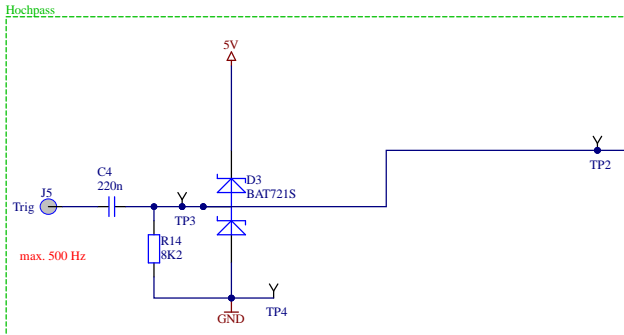 Hochpass
5V
C4
220n
D3
BAT721S
J5
Trig
TP3
TP2
R14
8K2
max. 500 Hz
TP4
GND